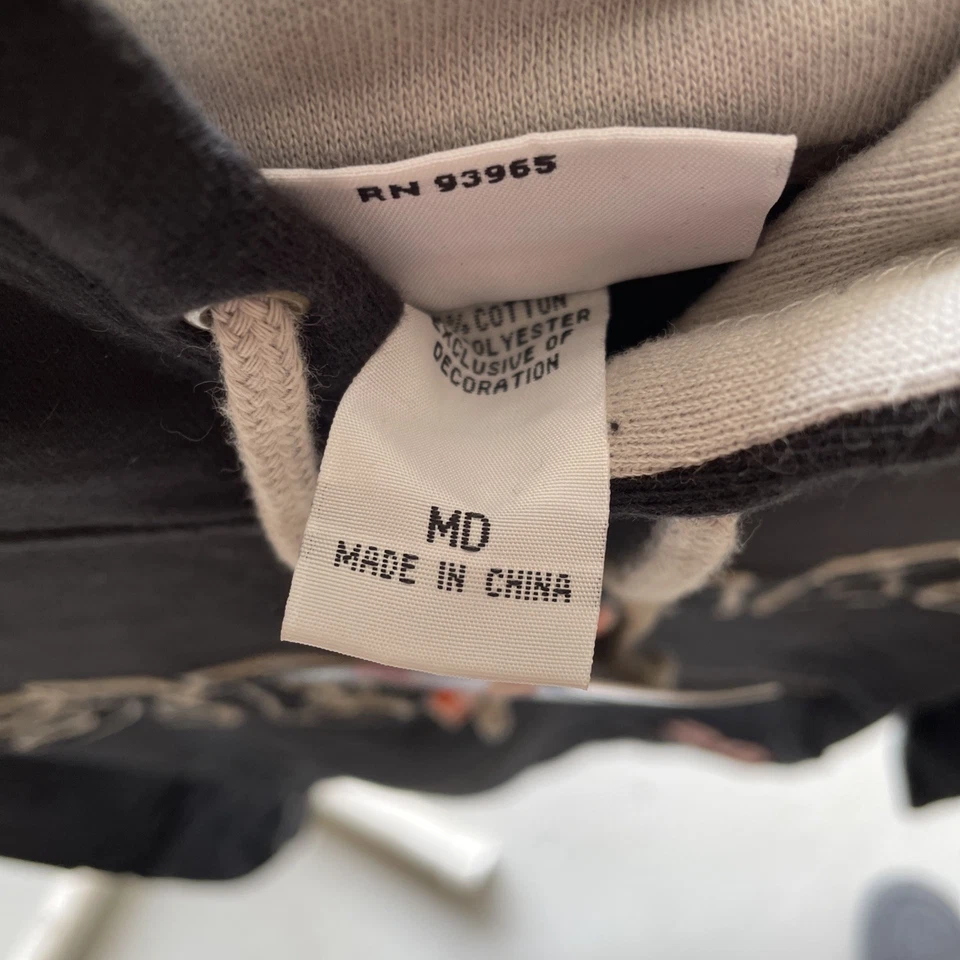 RN 93965
% COTTON
POLYESTER
EXCLUSIVE OF
DECORATION
MD
MADE IN CHINA